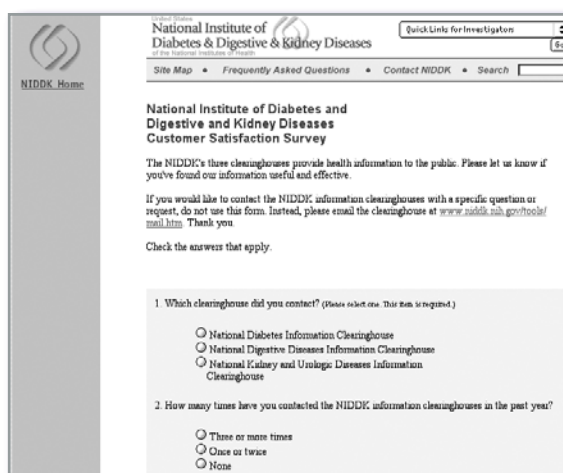 United States
National Institute of
Diabetes & Digestive & Kidney Diseases
of the National Institutes of Health
Quick Links for Investigators
Site Map • Frequently Asked Questions • Contact NIDDK • Search
NIDDK Home
National Institute of Diabetes and
Digestive and Kidney Diseases
Customer Satisfaction Survey
The NIDDK's three clearinghouses provide health information to the public. Please let us know if
you've found our information useful and effective.
If you would like to contact the NIDDK information clearinghouses with a specific question or
request, do not use this form. Instead, please email the clearinghouse at www.niddk.nih.gov/tools/
mail.htm. Thank you.
Check the answers that apply.
1. Which clearinghouse did you contact? (Please select one. This item is required.)
National Diabetes Information Clearinghouse
National Digestive Diseases Information Clearinghouse
National Kidney and Urologic Diseases Information
Clearinghouse
2. How many times have you contacted the NIDDK information clearinghouses in the past year?
Three or more times
Once or twice
None